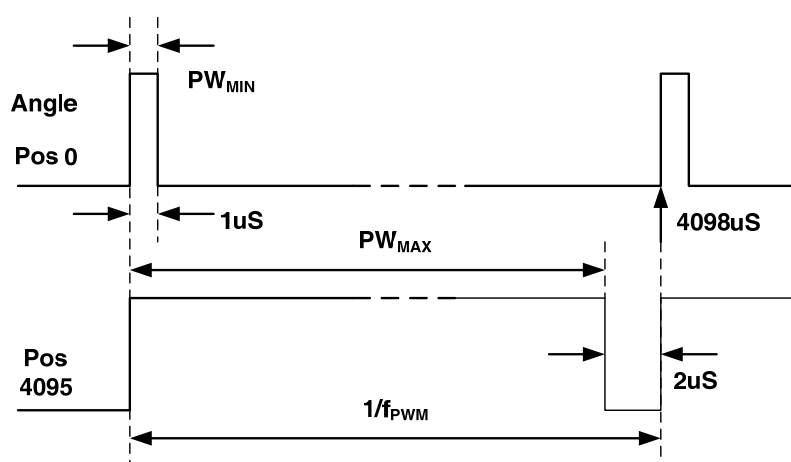 PWMIN
Angle
Pos 0
1uS
4098uS
PWMAX
Pos
4095
2uS
1/fPWM